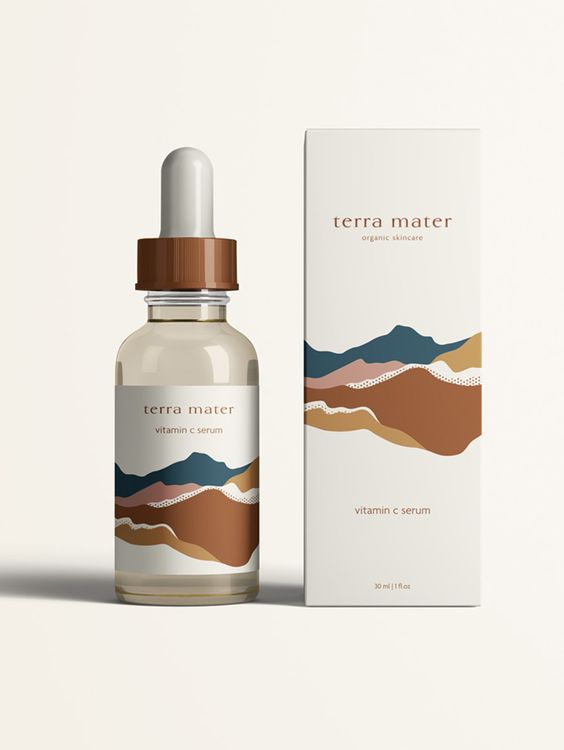 terra mater
vitamin c serum
terra mater
organic skincare
vitamin c serum
30 ml | 1 fl oz